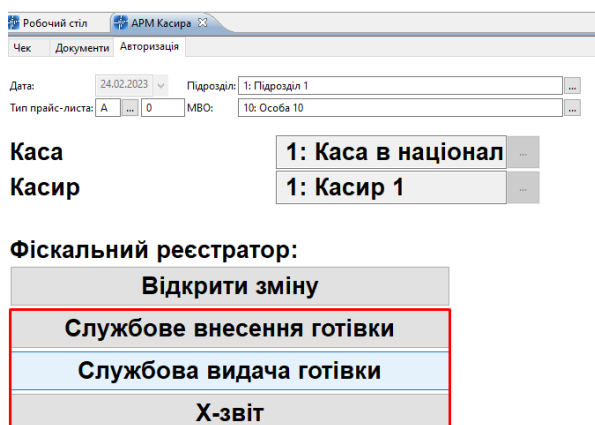 Робочий стіл АРМ Касира
Чек Документи Авторизація
Дата: 24.02.2023 Підрозділ: 1: Підрозділ 1 ...
Тип прайс-листа: А ... 0 МВО: 10: Особа 10 ...
Каса 1: Каса в націонал ...
Касир 1: Касир 1 ...
Фіскальний реєстратор:
Відкрити зміну
Службове внесення готівки
Службова видача готівки
Х-звіт